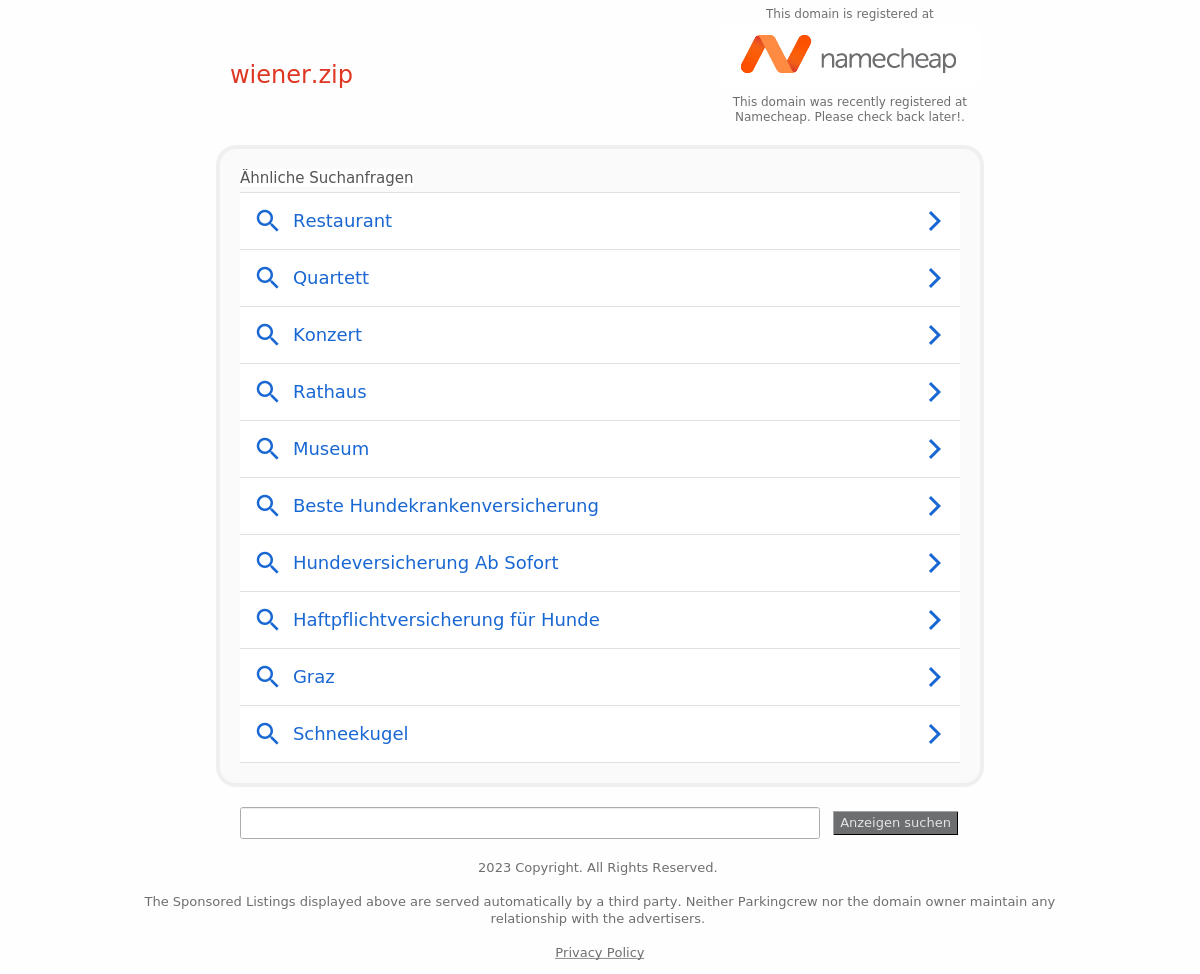 This domain is registered at
namecheap
wiener.zip
This domain was recently registered at
Namecheap. Please check back later!.
Ähnliche Suchanfragen
Restaurant
Quartett
Konzert
Rathaus
Museum
Beste Hundekrankenversicherung
Hundeversicherung Ab Sofort
Haftpflichtversicherung für Hunde
Graz
Schneekugel
Anzeigen suchen
2023 Copyright. All Rights Reserved.
The Sponsored Listings displayed above are served automatically by a third party. Neither Parkingcrew nor the domain owner maintain any
relationship with the advertisers.
Privacy Policy